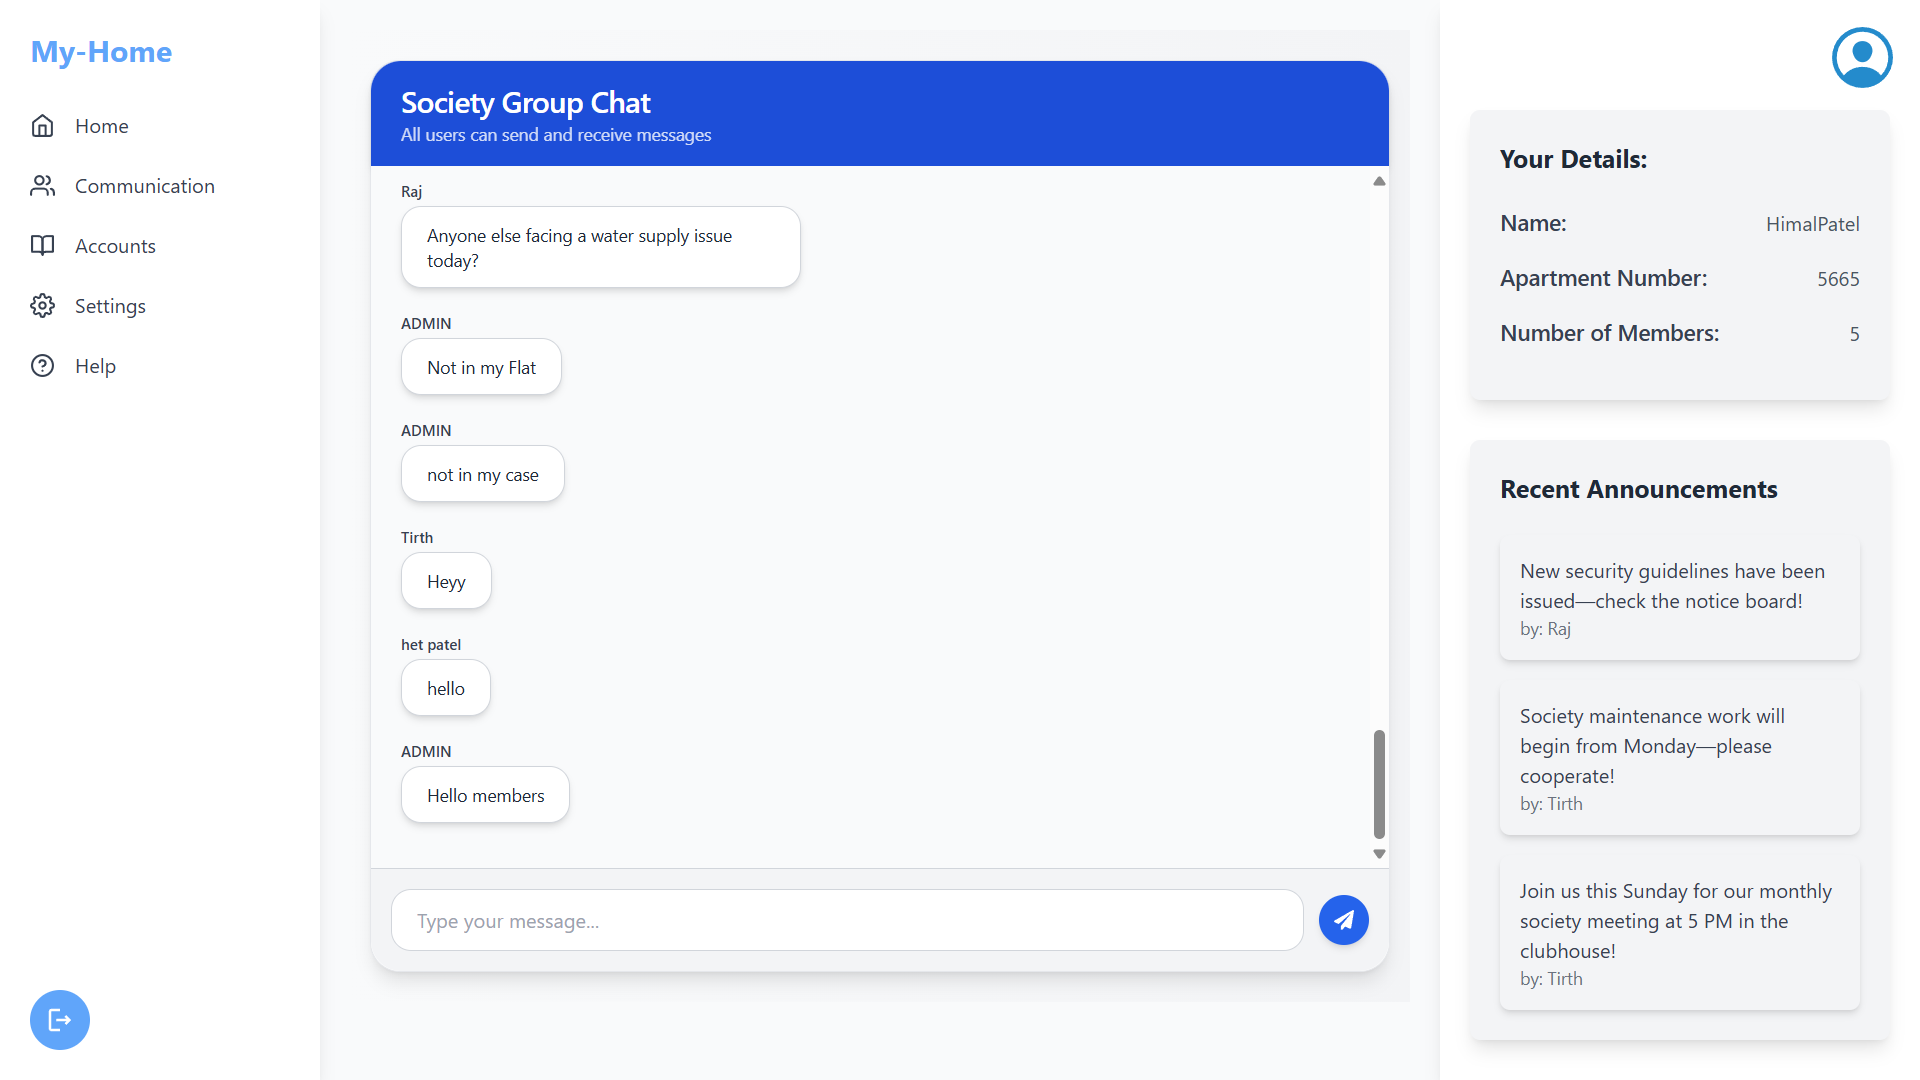 My-Home
Home
Communication
Accounts
Settings
Help
Society Group Chat
All users can send and receive messages
Raj
Anyone else facing a water supply issue
today?
ADMIN
Not in my Flat
ADMIN
not in my case
Tirth
Heyy
het patel
hello
ADMIN
Hello members
Type your message...
Your Details:
Name: HimalPatel
Apartment Number: 5665
Number of Members: 5
Recent Announcements
New security guidelines have been
issued—check the notice board!
by: Raj
Society maintenance work will
begin from Monday—please
cooperate!
by: Tirth
Join us this Sunday for our monthly
society meeting at 5 PM in the
clubhouse!
by: Tirth